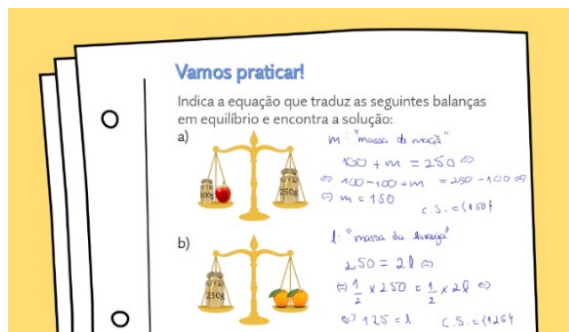 Vamos praticar!
Indica a equação que traduz as seguintes balanças
em equilíbrio e encontra a solução:
a)
100g
250g
m: "massa da maçã"
100 + m = 250 ⇔
⇔ 100-100 + m = 250 - 100 ⇔
⇔ m = 150
C.S. = {150}
b)
250g
l: "massa da laranja"
250 = 2l ⇔
⇔ 1/2 x 250 = 1/2 x 2l ⇔
⇔ 125 = l
C.S. = {125}